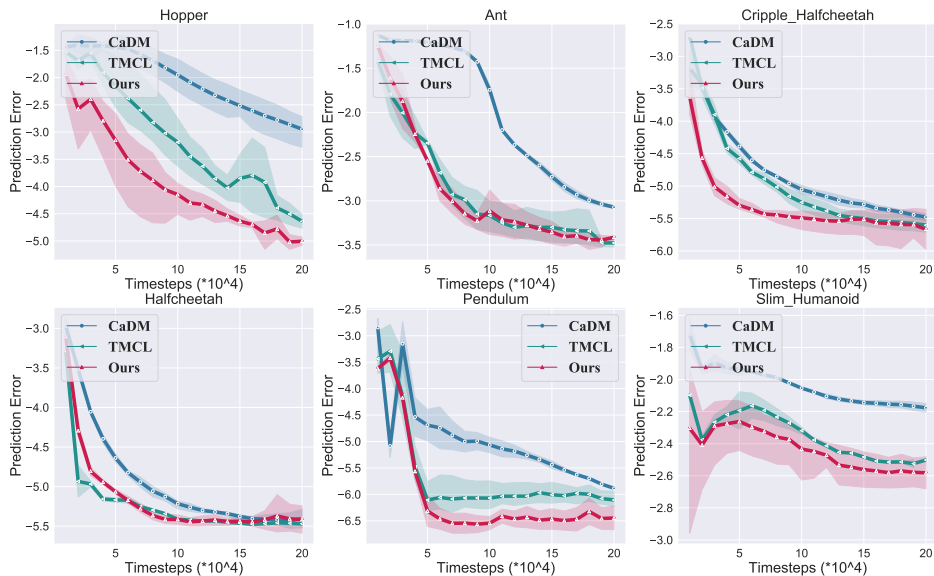 Hopper
Prediction Error
−1.5
−2.0
−2.5
−3.0
−3.5
−4.0
−4.5
−5.0
CaDM
TMCL
Ours
5
10
15
20
Timesteps (*10^4)
Ant
Prediction Error
−1.0
−1.5
−2.0
−2.5
−3.0
−3.5
CaDM
TMCL
Ours
5
10
15
20
Timesteps (*10^4)
Cripple_Halfcheetah
Prediction Error
−2.5
−3.0
−3.5
−4.0
−4.5
−5.0
−5.5
−6.0
CaDM
TMCL
Ours
5
10
15
20
Timesteps (*10^4)
Halfcheetah
Prediction Error
−3.0
−3.5
−4.0
−4.5
−5.0
−5.5
CaDM
TMCL
Ours
5
10
15
20
Timesteps (*10^4)
Pendulum
Prediction Error
−2.5
−3.0
−3.5
−4.0
−4.5
−5.0
−5.5
−6.0
−6.5
CaDM
TMCL
Ours
5
10
15
20
Timesteps (*10^4)
Slim_Humanoid
Prediction Error
−1.6
−1.8
−2.0
−2.2
−2.4
−2.6
−2.8
−3.0
CaDM
TMCL
Ours
5
10
15
20
Timesteps (*10^4)